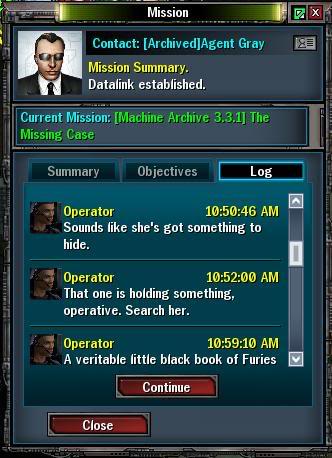 Mission
Contact: [Archived]Agent Gray
Mission Summary.
Datalink established.
Current Mission: [Machine Archive 3.3.1] The
Missing Case
Summary Objectives Log
Operator 10:50:46 AM
Sounds like she's got something to
hide.
Operator 10:52:00 AM
That one is holding something,
operative. Search her.
Operator 10:59:10 AM
A veritable little black book of Furies
Continue
Close